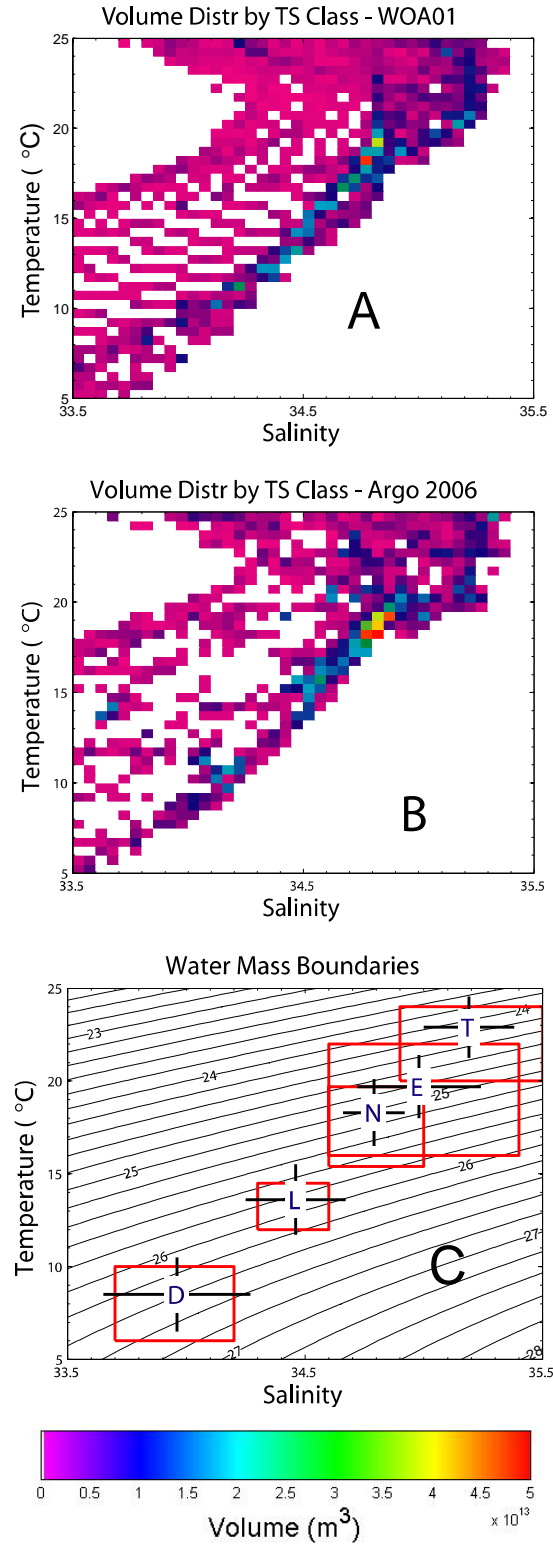 Volume Distr by TS Class - WOA01
25
20
15
10
5
Temperature ( °C)
A
33.5 34.5 35.5
Salinity
Volume Distr by TS Class - Argo 2006
25
20
15
10
5
Temperature ( °C)
B
33.5 34.5 35.5
Salinity
Water Mass Boundaries
25
20
15
10
5
Temperature ( °C)
23
24
24
25
25
26
26
27
27
28
T
E
N
L
D
C
33.5 34.5 35.5
Salinity
0 0.5 1 1.5 2 2.5 3 3.5 4 4.5 5
x 10¹³
Volume (m³)